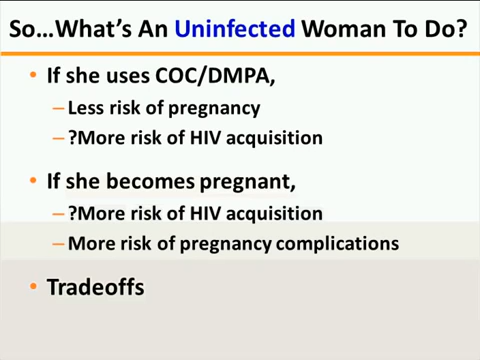 So…What's An Uninfected Woman To Do?
• If she uses COC/DMPA,
– Less risk of pregnancy
– ?More risk of HIV acquisition
• If she becomes pregnant,
– ?More risk of HIV acquisition
– More risk of pregnancy complications
• Tradeoffs